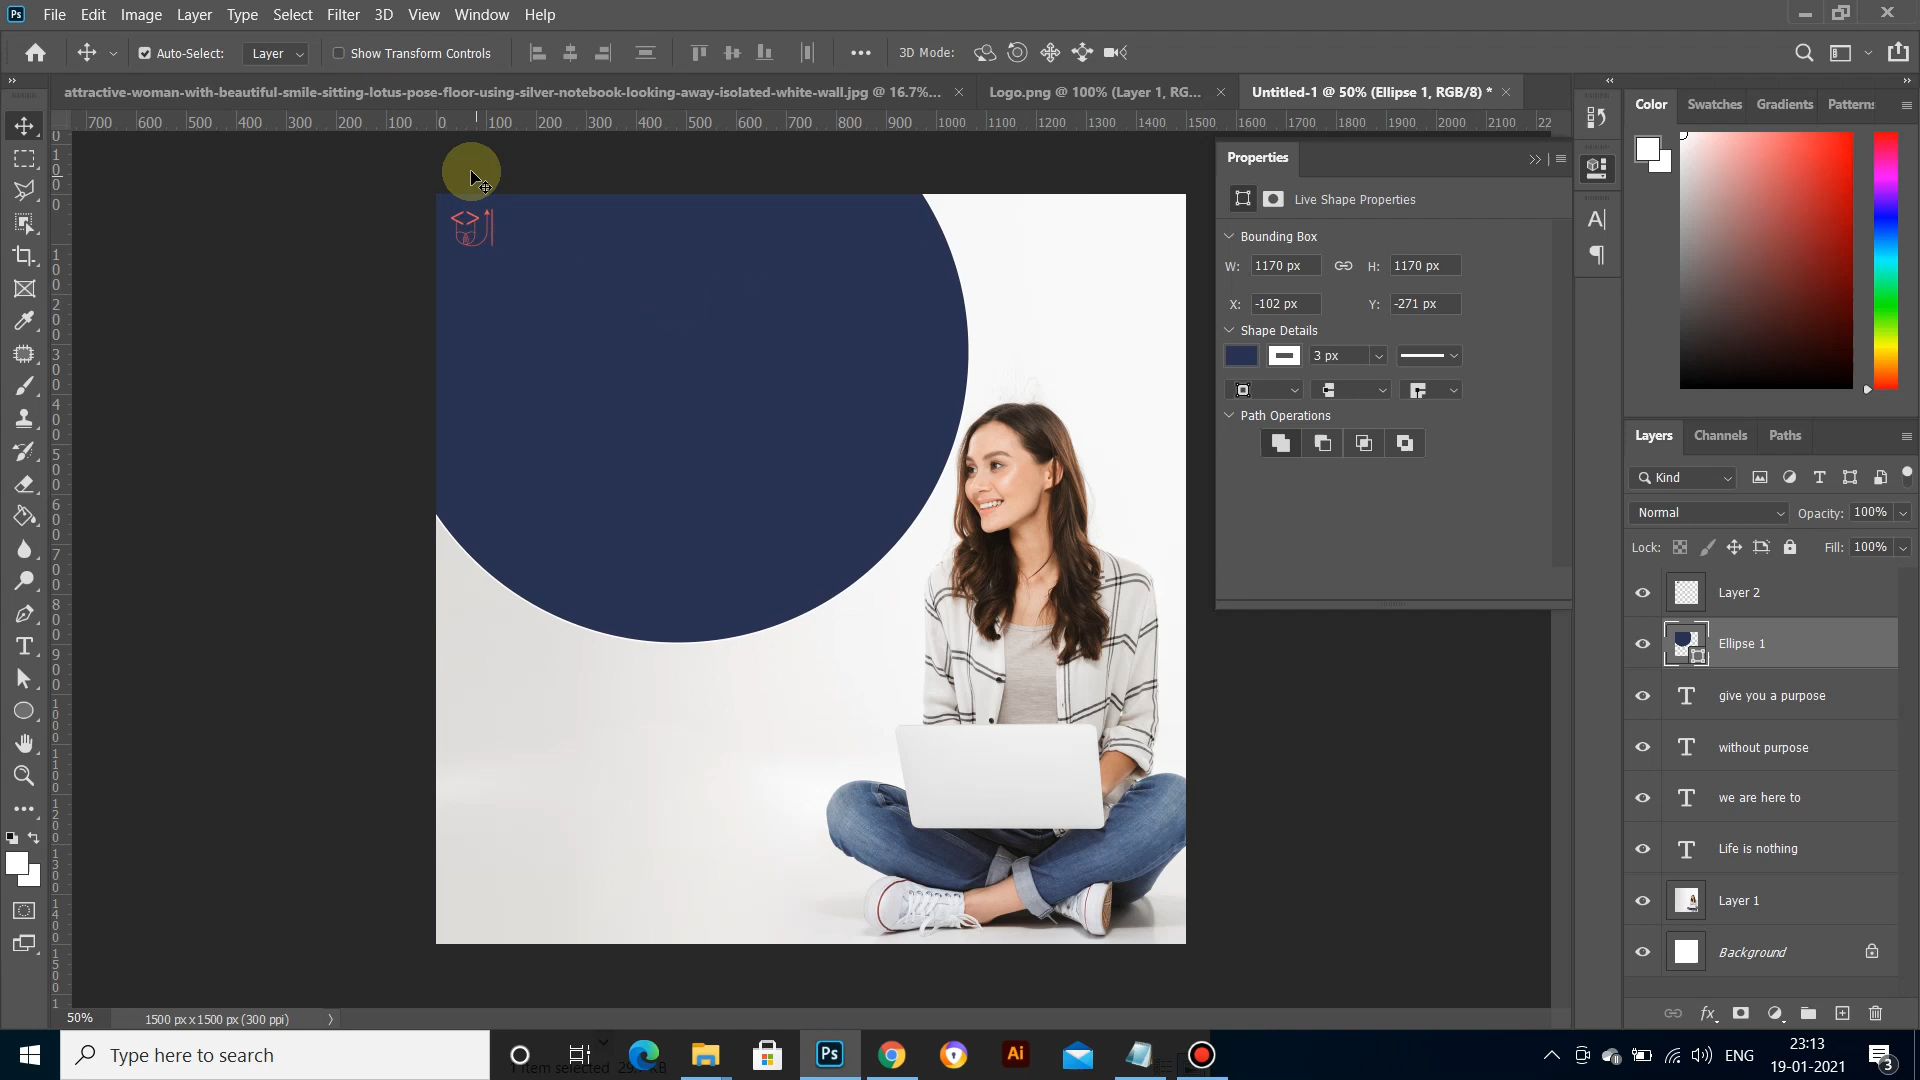 Ps File Edit Image Layer Type Select Filter 3D View Window Help
Auto-Select: Layer Show Transform Controls 3D Mode:
attractive-woman-with-beautiful-smile-sitting-lotus-pose-floor-using-silver-notebook-looking-away-isolated-white-wall.jpg @ 16.7%... Logo.png @ 100% (Layer 1, RG... Untitled-1 @ 50% (Ellipse 1, RGB/8) *
Color Swatches Gradients Patterns
700 600 500 400 300 200 100 0 100 200 300 400 500 600 700 800 900 1000 1100 1200 1300 1400 1500 1600 1700 1800 1900 2000 2100 22
Properties
Live Shape Properties
Bounding Box
W: 1170 px H: 1170 px
X: -102 px Y: -271 px
Shape Details
3 px
Path Operations
Layers Channels Paths
Kind
Normal Opacity: 100%
Lock: Fill: 100%
Layer 2
Ellipse 1
give you a purpose
without purpose
we are here to
Life is nothing
Layer 1
Background
50% 1500 px x 1500 px (300 ppi)
Type here to search
Ps Ai
ENG
23:13
19-01-2021
3